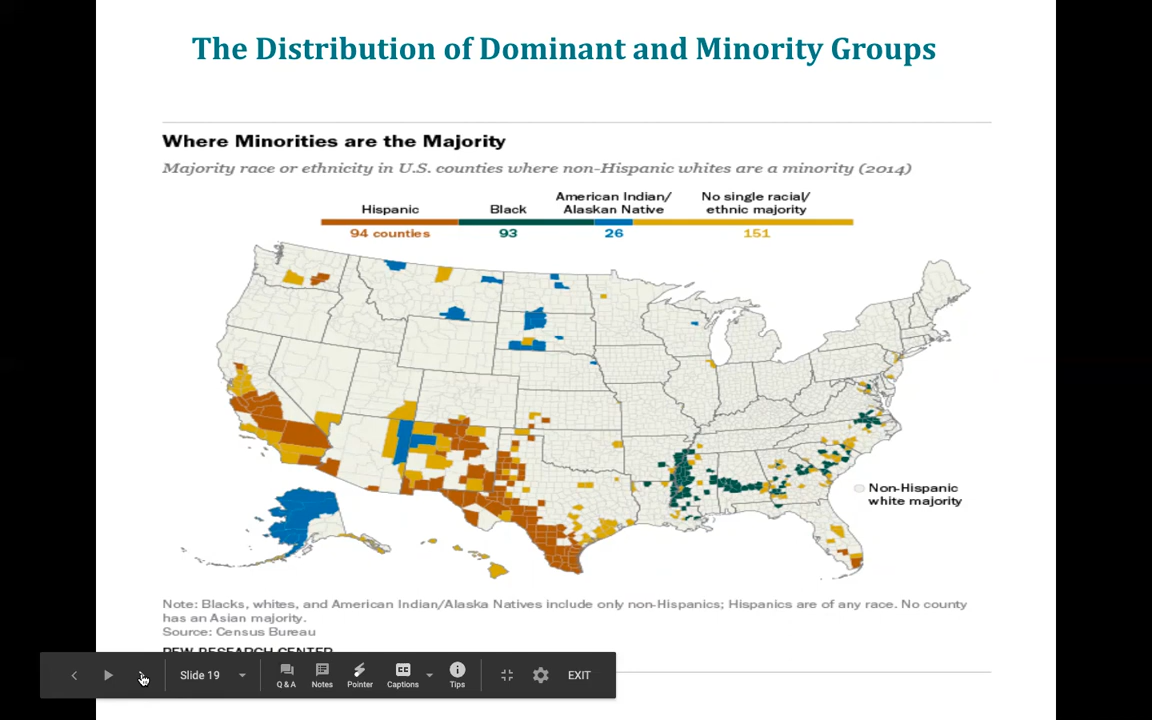 The Distribution of Dominant and Minority Groups
Where Minorities are the Majority
Majority race or ethnicity in U.S. counties where non-Hispanic whites are a minority (2014)
Hispanic
94 counties
Black
93
American Indian/
Alaskan Native
26
No single racial/
ethnic majority
151
Non-Hispanic
white majority
Note: Blacks, whites, and American Indian/Alaska Natives include only non-Hispanics; Hispanics are of any race. No county
has an Asian majority.
Source: Census Bureau
PEW RESEARCH CENTER
Slide 19
Q & A
Notes
Pointer
CC
Captions
Tips
EXIT